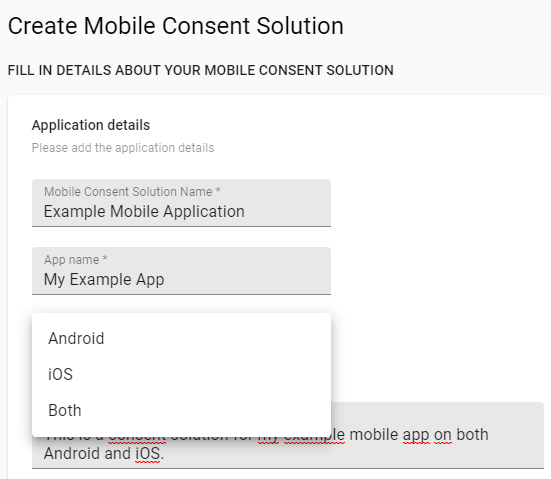 Create Mobile Consent Solution
FILL IN DETAILS ABOUT YOUR MOBILE CONSENT SOLUTION
Application details
Please add the application details
Mobile Consent Solution Name *
Example Mobile Application
App name *
My Example App
Android
iOS
Both
This is a consent solution for my example mobile app on both
Android and iOS.